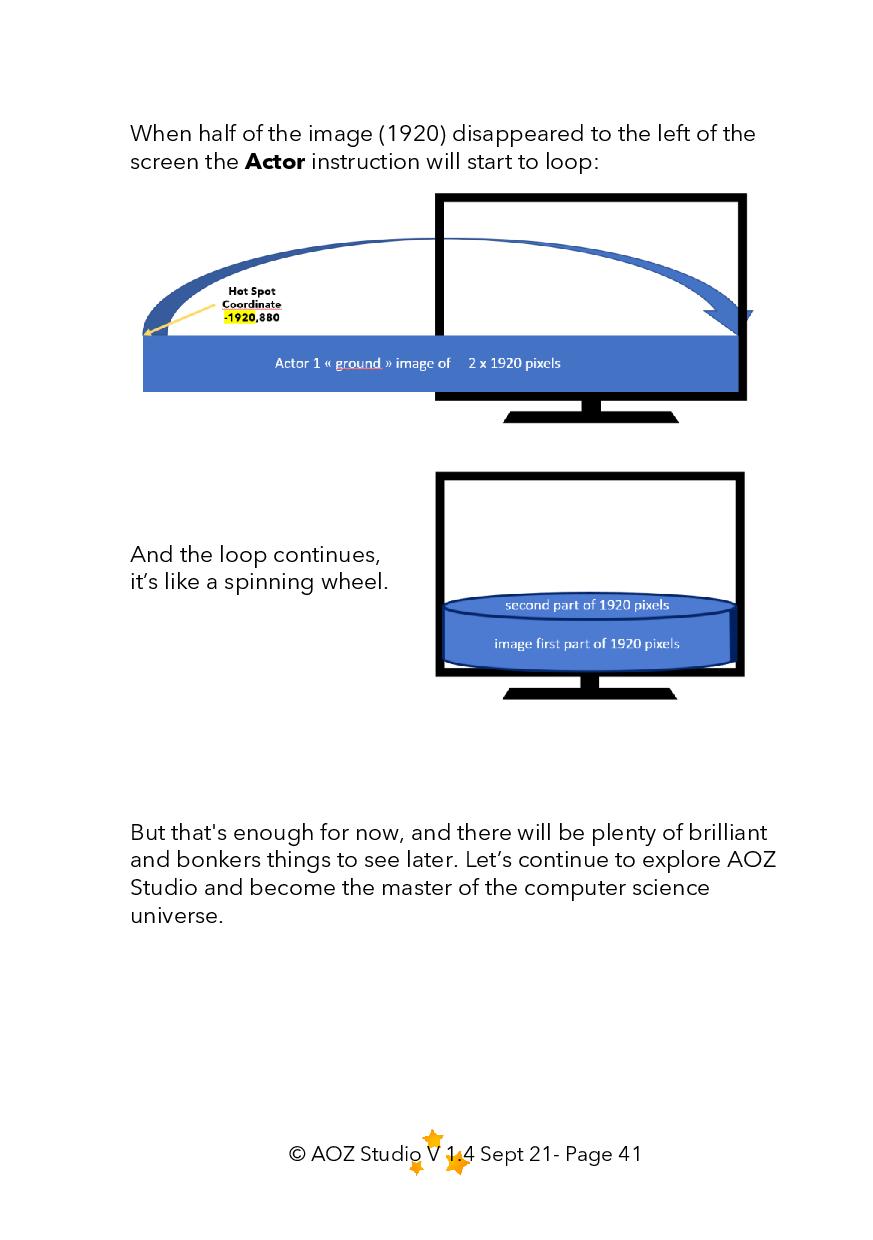 When half of the image (1920) disappeared to the left of the
screen the Actor instruction will start to loop:
Hot Spot
Coordinate
-1920,880
Actor 1 « ground » image of 2 x 1920 pixels
And the loop continues,
it’s like a spinning wheel.
second part of 1920 pixels
image first part of 1920 pixels
But that's enough for now, and there will be plenty of brilliant
and bonkers things to see later. Let’s continue to explore AOZ
Studio and become the master of the computer science
universe.
© AOZ Studio V 1.4 Sept 21- Page 41